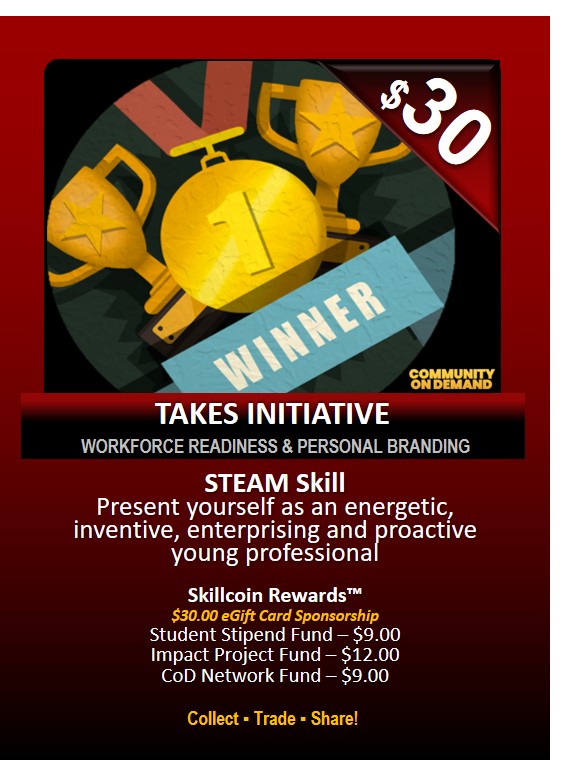 $30
1
WINNER
COMMUNITY
ON DEMAND
TAKES INITIATIVE
WORKFORCE READINESS & PERSONAL BRANDING
STEAM Skill
Present yourself as an energetic,
inventive, enterprising and proactive
young professional
Skillcoin Rewards™
$30.00 eGift Card Sponsorship
Student Stipend Fund – $9.00
Impact Project Fund – $12.00
CoD Network Fund – $9.00
Collect ▪ Trade ▪ Share!